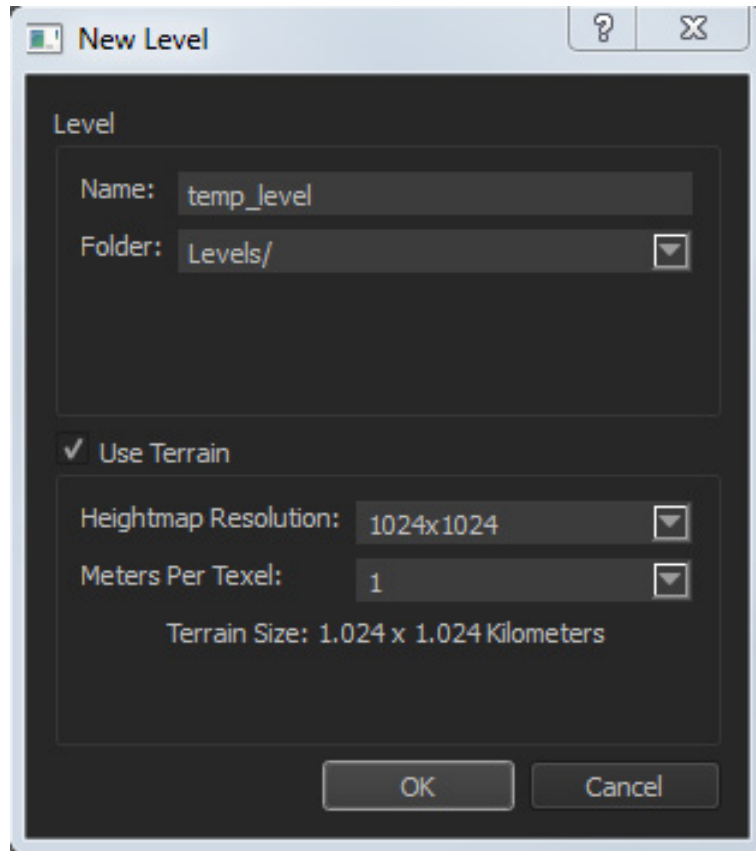 New Level
Level
Name: temp_level
Folder: Levels/
Use Terrain
Heightmap Resolution: 1024x1024
Meters Per Texel: 1
Terrain Size: 1.024 x 1.024 Kilometers
OK Cancel